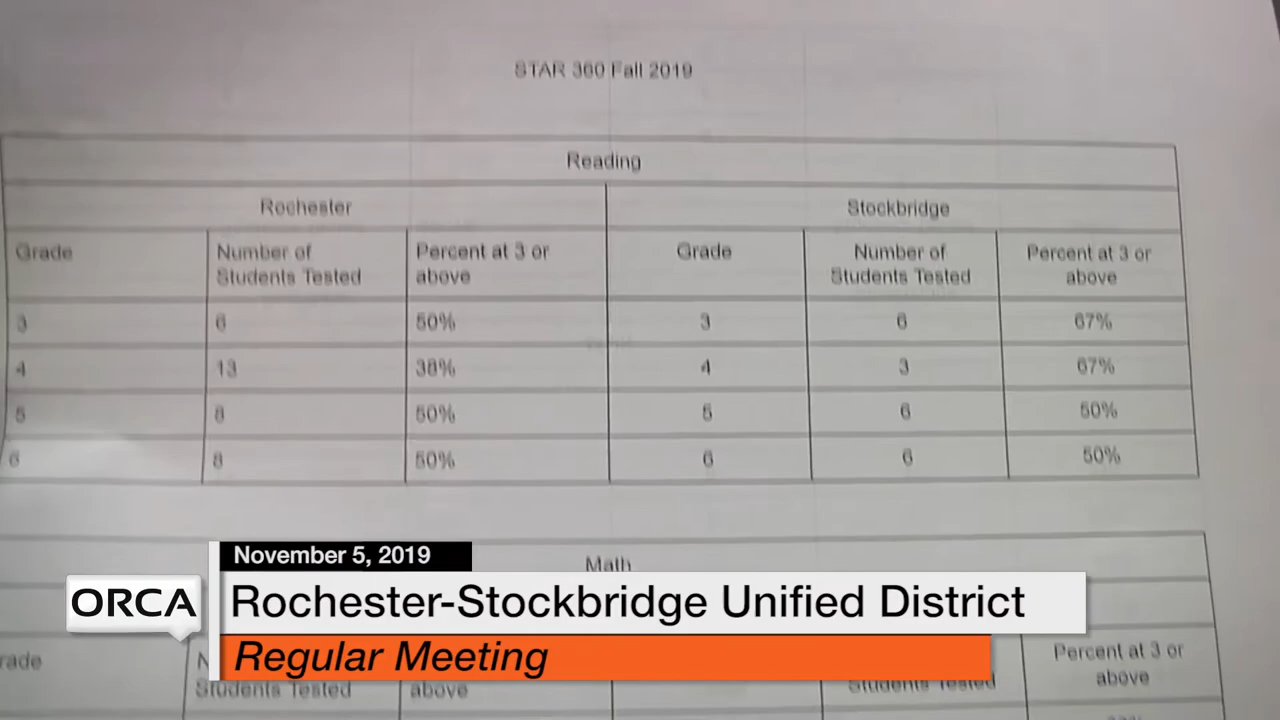 STAR 360 Fall 2019
Reading
Rochester Stockbridge
Grade Number of Students Tested Percent at 3 or above Grade Number of Students Tested Percent at 3 or above
3 6 50% 3 6 67%
4 13 38% 4 3 67%
5 8 50% 5 6 50%
6 8 50% 6 6 50%
Math
November 5, 2019
ORCA
Rochester-Stockbridge Unified District
Regular Meeting
rade Students Tested above Students Tested Percent at 3 or above